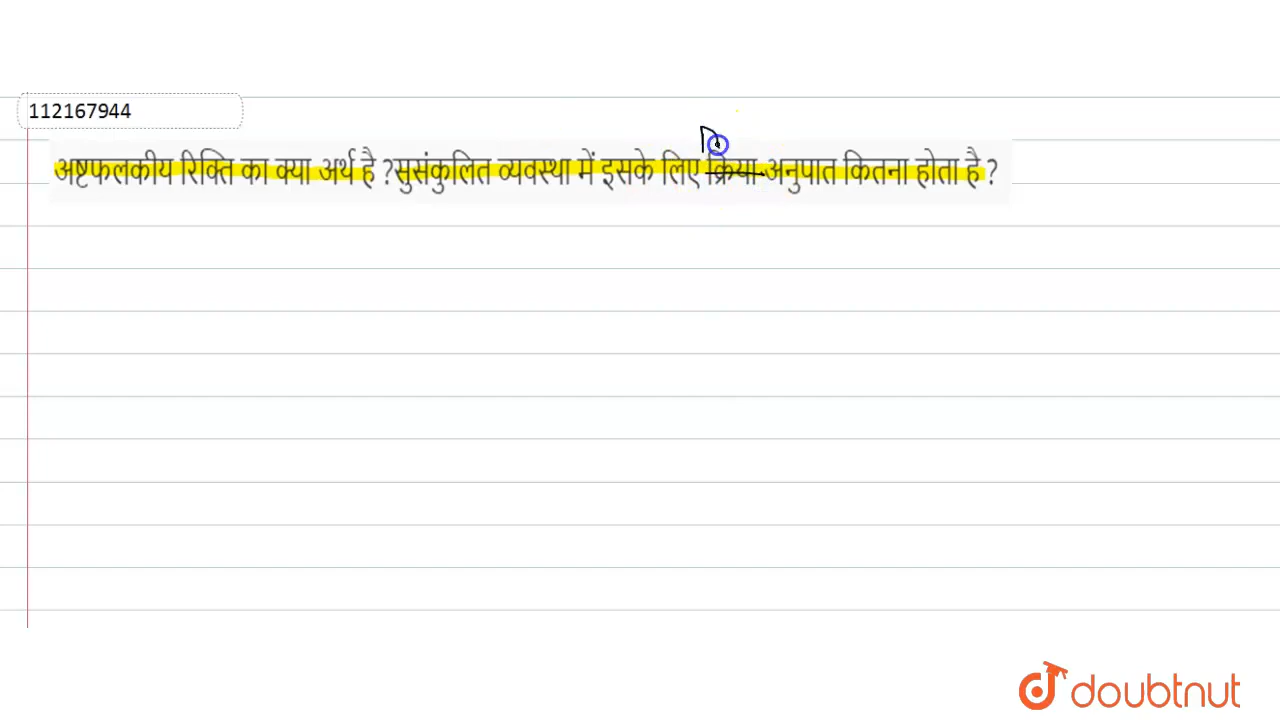 112167944
अष्टफलकीय रिक्ति का क्या अर्थ है ?सुसंकुलित व्यवस्था में इसके लिए क्रिया अनुपात कितना होता है ?
doubtnut